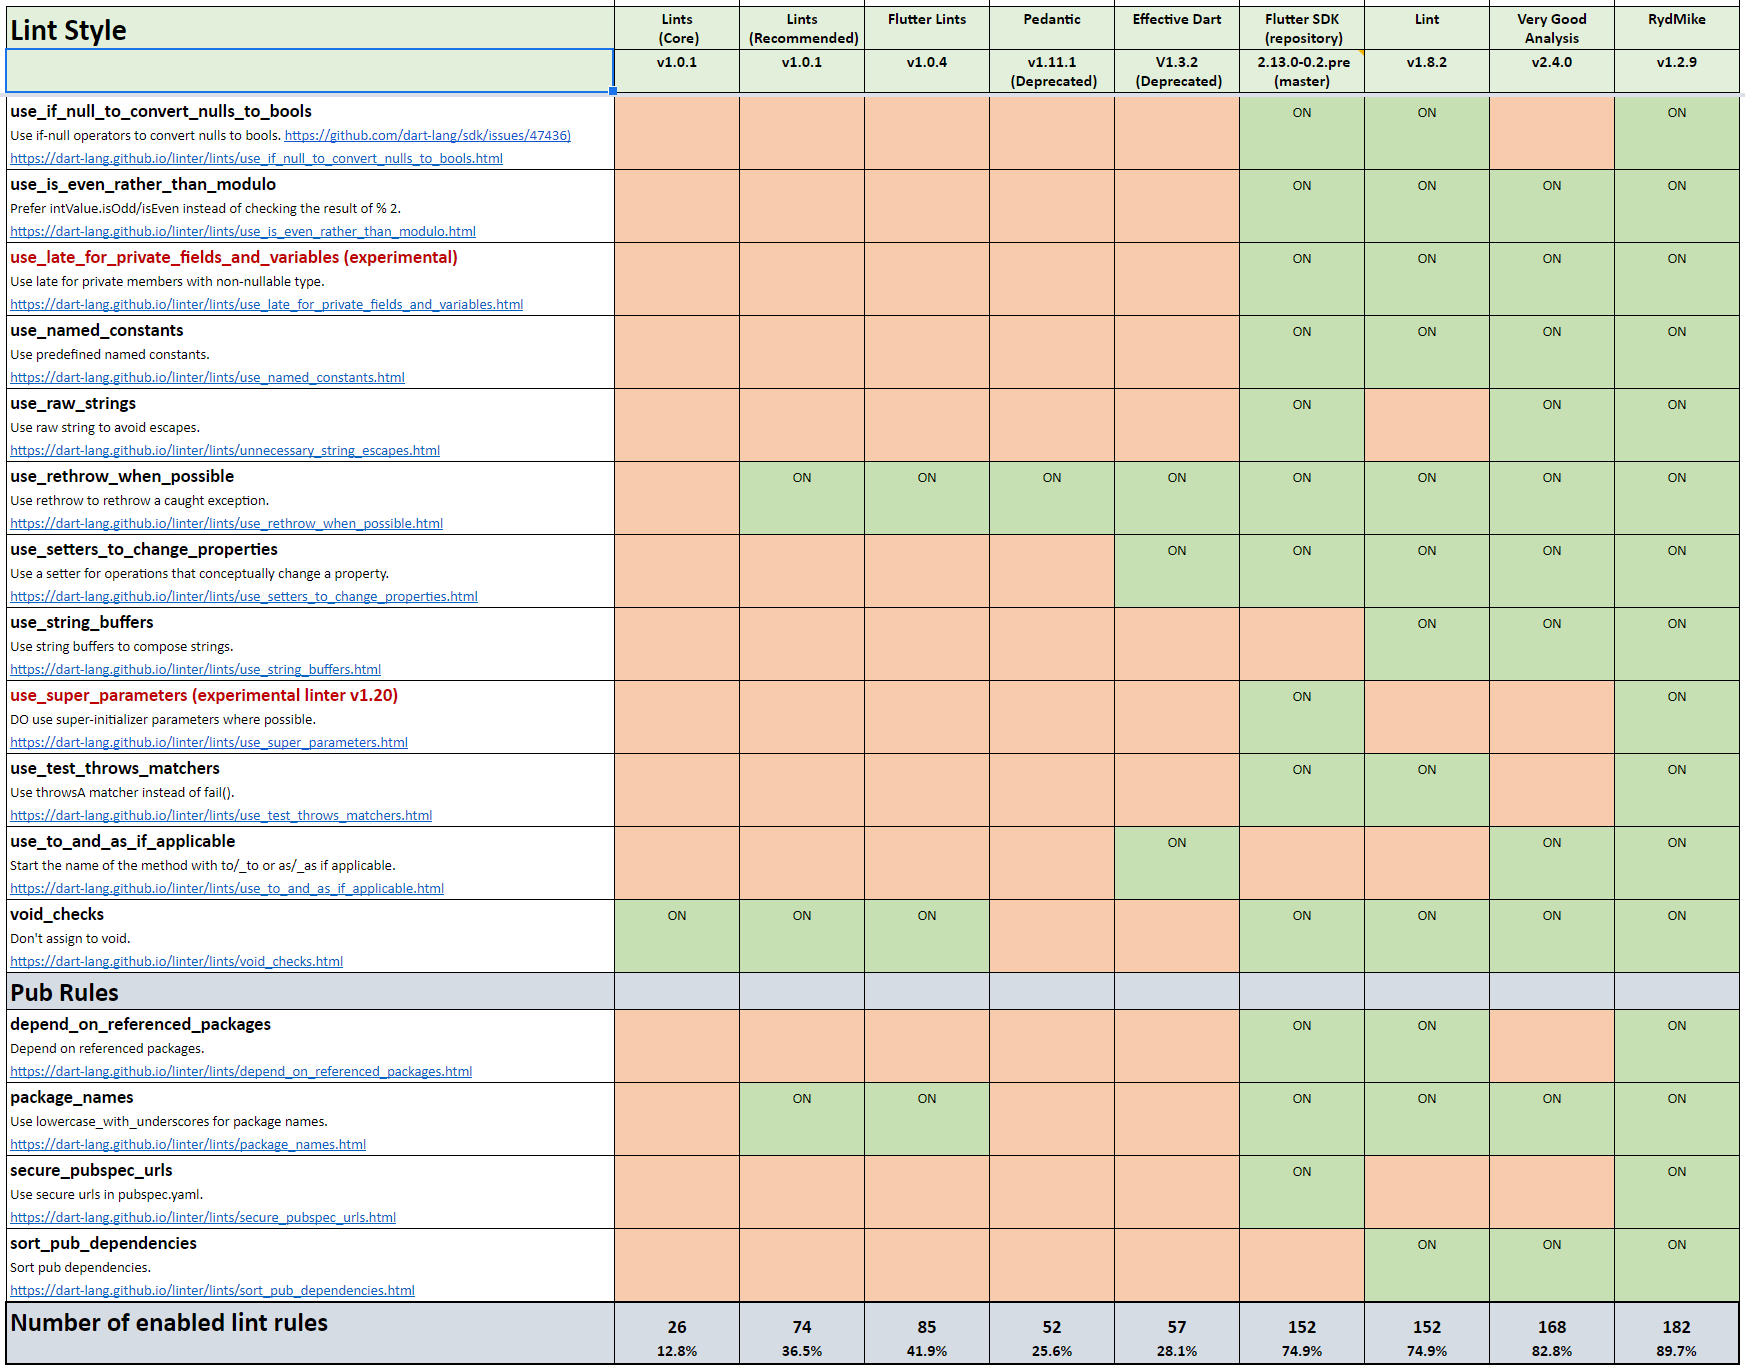 Lint Style
Lints (Core)
Lints (Recommended)
Flutter Lints
Pedantic
Effective Dart
Flutter SDK (repository)
Lint
Very Good Analysis
RydMike
v1.0.1
v1.0.1
v1.0.4
v1.11.1 (Deprecated)
V1.3.2 (Deprecated)
2.13.0-0.2.pre (master)
v1.8.2
v2.4.0
v1.2.9
use_if_null_to_convert_nulls_to_bools
ON ON ON
Use if-null operators to convert nulls to bools. https://github.com/dart-lang/sdk/issues/47436)
https://dart-lang.github.io/linter/lints/use_if_null_to_convert_nulls_to_bools.html
use_is_even_rather_than_modulo
ON ON ON ON
Prefer intValue.isOdd/isEven instead of checking the result of % 2.
https://dart-lang.github.io/linter/lints/use_is_even_rather_than_modulo.html
use_late_for_private_fields_and_variables (experimental)
ON ON ON ON
Use late for private members with non-nullable type.
https://dart-lang.github.io/linter/lints/use_late_for_private_fields_and_variables.html
use_named_constants
ON ON ON ON
Use predefined named constants.
https://dart-lang.github.io/linter/lints/use_named_constants.html
use_raw_strings
ON ON ON
Use raw string to avoid escapes.
https://dart-lang.github.io/linter/lints/unnecessary_string_escapes.html
use_rethrow_when_possible
ON ON ON ON ON ON ON ON
Use rethrow to rethrow a caught exception.
https://dart-lang.github.io/linter/lints/use_rethrow_when_possible.html
use_setters_to_change_properties
ON ON ON ON ON
Use a setter for operations that conceptually change a property.
https://dart-lang.github.io/linter/lints/use_setters_to_change_properties.html
use_string_buffers
ON ON ON
Use string buffers to compose strings.
https://dart-lang.github.io/linter/lints/use_string_buffers.html
use_super_parameters (experimental linter v1.20)
ON ON
DO use super-initializer parameters where possible.
https://dart-lang.github.io/linter/lints/use_super_parameters.html
use_test_throws_matchers
ON ON ON
Use throwsA matcher instead of fail().
https://dart-lang.github.io/linter/lints/use_test_throws_matchers.html
use_to_and_as_if_applicable
ON ON ON
Start the name of the method with to/_to or as/_as if applicable.
https://dart-lang.github.io/linter/lints/use_to_and_as_if_applicable.html
void_checks
ON ON ON ON ON ON ON
Don't assign to void.
https://dart-lang.github.io/linter/lints/void_checks.html
Pub Rules
depend_on_referenced_packages
ON ON ON
Depend on referenced packages.
https://dart-lang.github.io/linter/lints/depend_on_referenced_packages.html
package_names
ON ON ON ON ON ON
Use lowercase_with_underscores for package names.
https://dart-lang.github.io/linter/lints/package_names.html
secure_pubspec_urls
ON ON
Use secure urls in pubspec.yaml.
https://dart-lang.github.io/linter/lints/secure_pubspec_urls.html
sort_pub_dependencies
ON ON ON
Sort pub dependencies.
https://dart-lang.github.io/linter/lints/sort_pub_dependencies.html
Number of enabled lint rules
26 74 85 52 57 152 152 168 182
12.8% 36.5% 41.9% 25.6% 28.1% 74.9% 74.9% 82.8% 89.7%